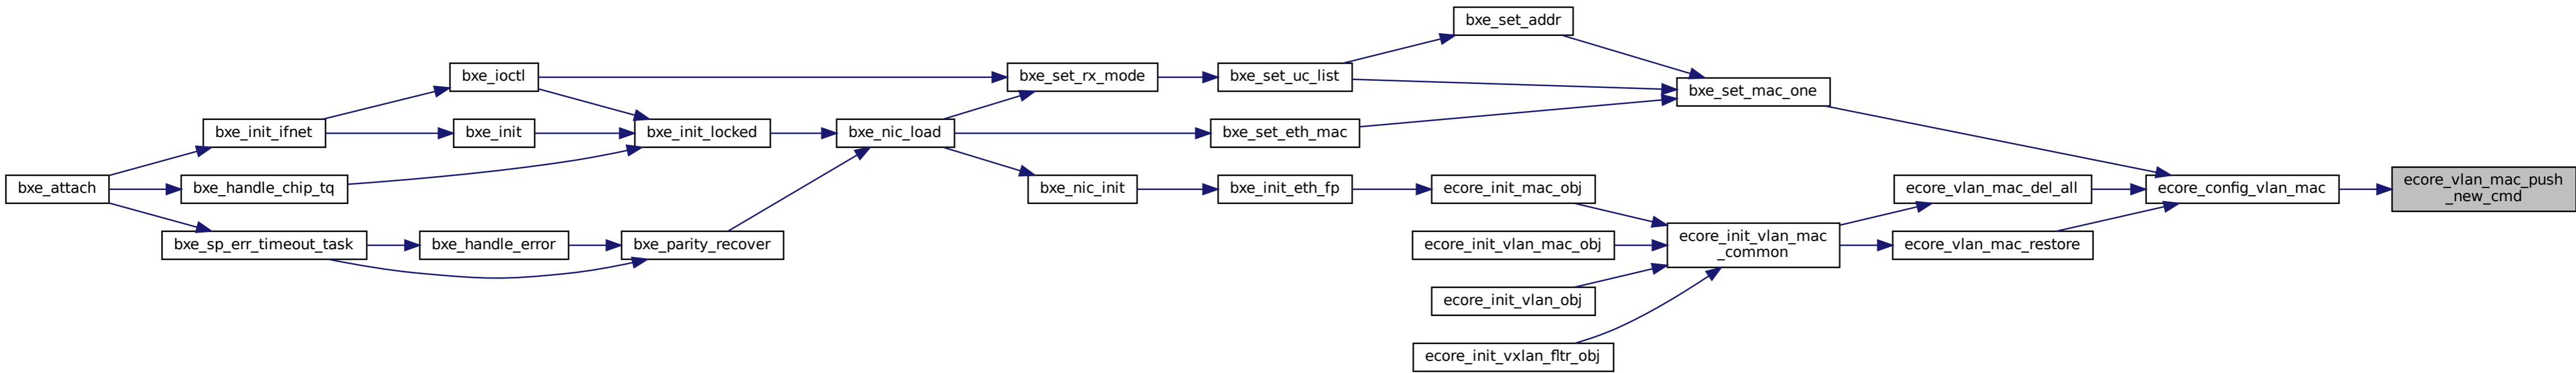 bxe_set_addr
bxe_ioctl
bxe_set_rx_mode
bxe_set_uc_list
bxe_set_mac_one
bxe_init_ifnet
bxe_init
bxe_init_locked
bxe_nic_load
bxe_set_eth_mac
bxe_attach
bxe_handle_chip_tq
bxe_nic_init
bxe_init_eth_fp
ecore_init_mac_obj
ecore_vlan_mac_del_all
ecore_config_vlan_mac
ecore_vlan_mac_push
_new_cmd
bxe_sp_err_timeout_task
bxe_handle_error
bxe_parity_recover
ecore_init_vlan_mac_obj
ecore_init_vlan_mac
_common
ecore_vlan_mac_restore
ecore_init_vlan_obj
ecore_init_vxlan_fltr_obj